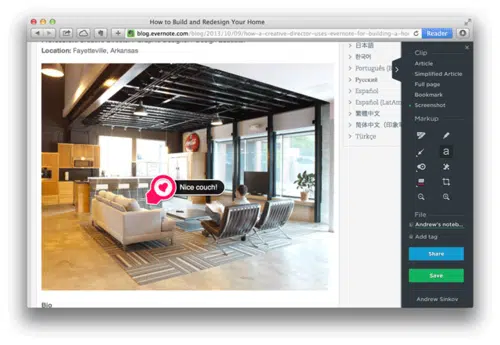 How to Build and Redesign Your Home
blog.evernote.com/blog/2013/10/09/how-a-creative-director-uses-evernote-for-building-a-ho
Reader
Location: Fayetteville, Arkansas
日本語
한국어
Português (B
Русский
Español
Español (LatAm
繁體中文
简体中文（印象笔
Türkçe
Nice couch!
Bio
Clip
Article
Simplified Article
Full page
Bookmark
Screenshot
Markup
a
File
Andrew's noteb...
Add tag
Share
Save
Andrew Sinkov